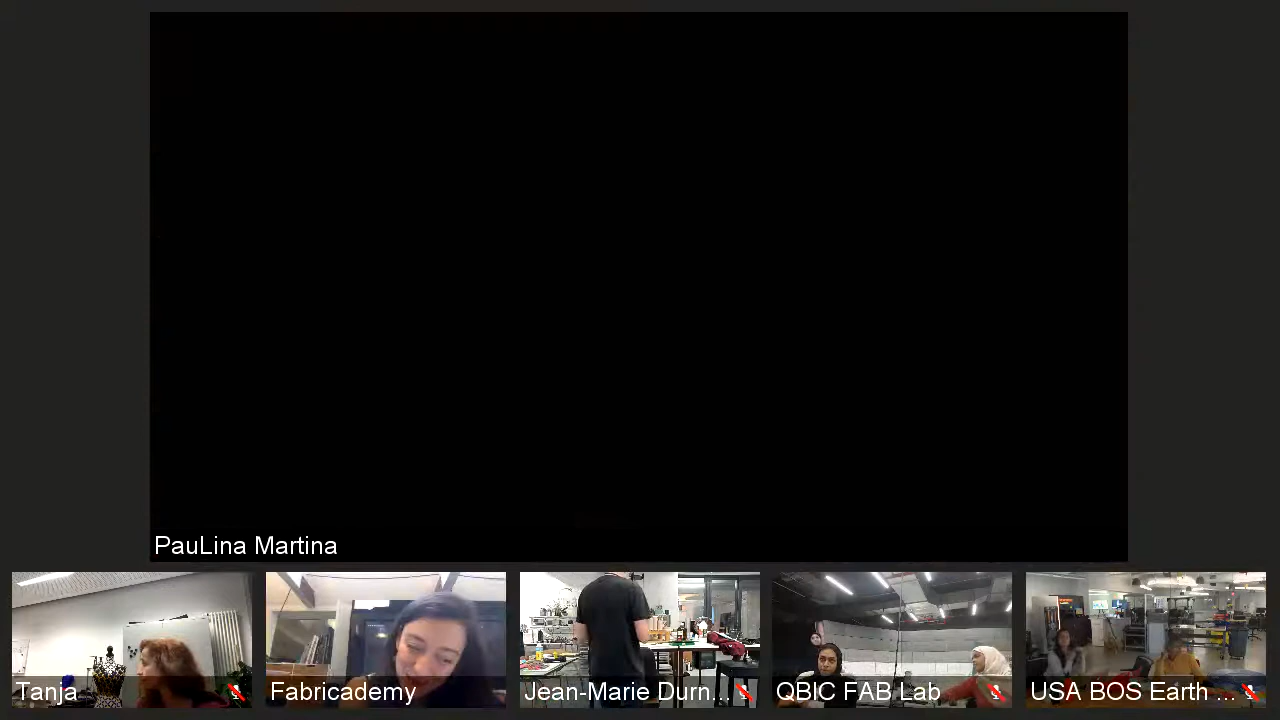 PauLina Martina
Tanja
Fabricademy
Jean-Marie Durn...
QBIC FAB Lab
USA BOS Earth ...